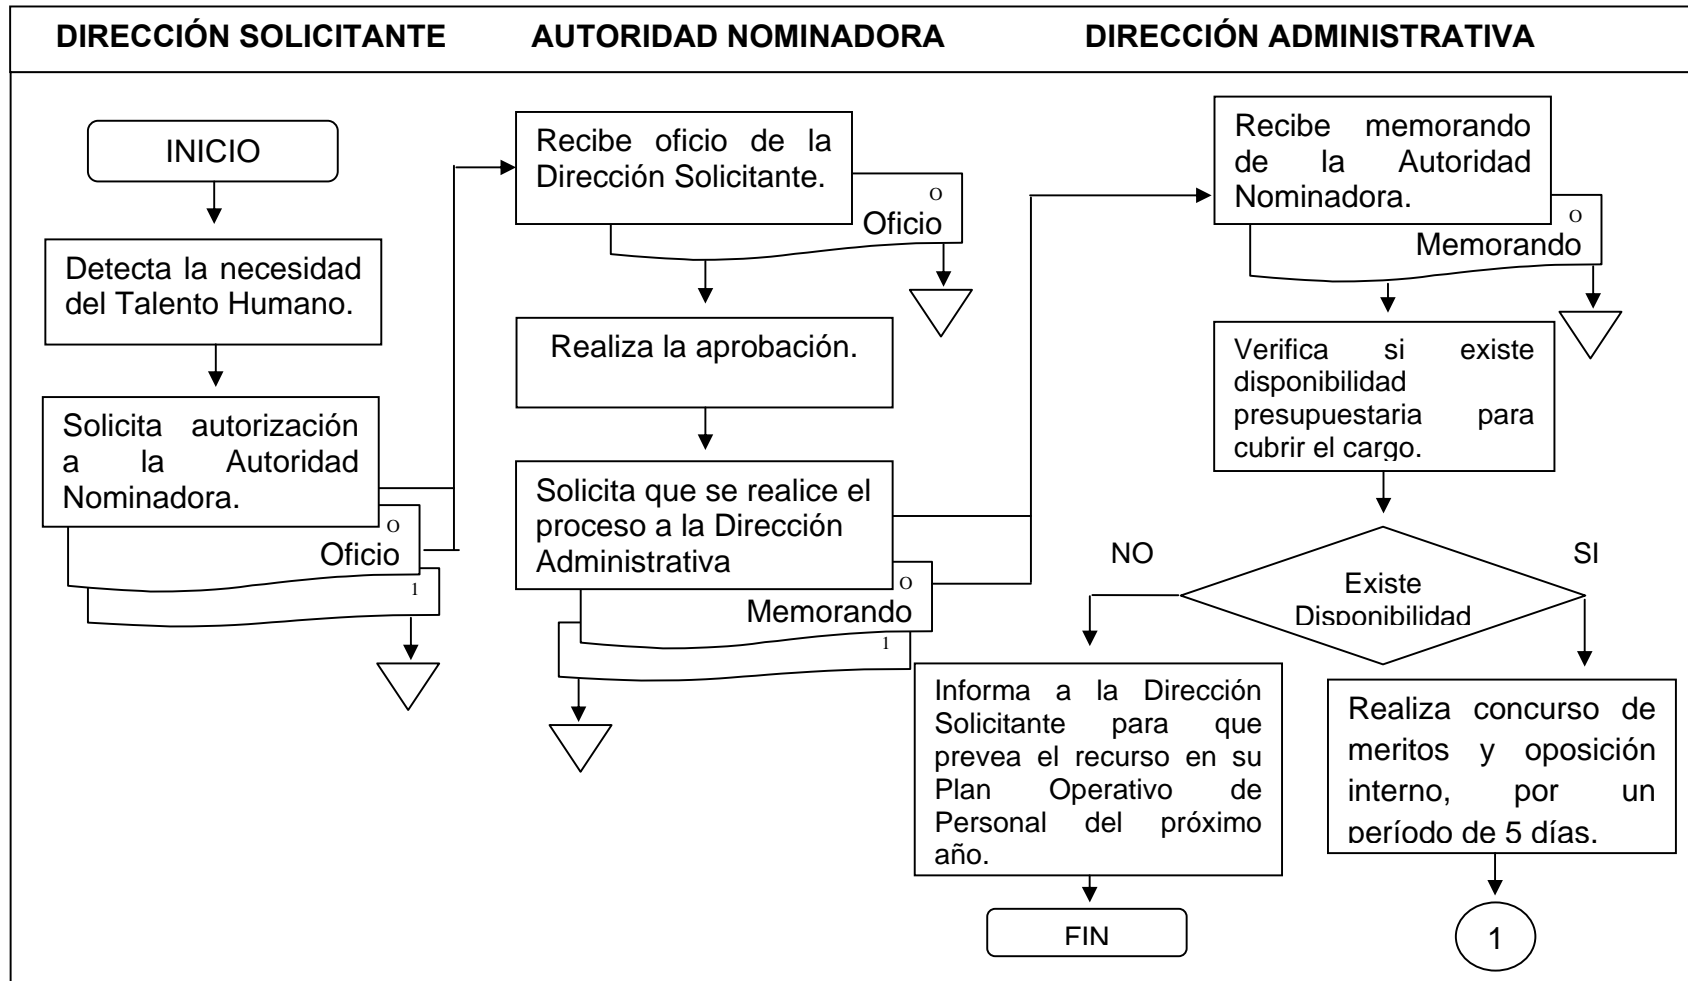 DIRECCIÓN SOLICITANTE
AUTORIDAD NOMINADORA
DIRECCIÓN ADMINISTRATIVA
INICIO
Detecta la necesidad
del Talento Humano.
Solicita autorización
a la Autoridad
Nominadora.
O
Oficio
1
Recibe oficio de la
Dirección Solicitante.
O
Oficio
Realiza la aprobación.
Solicita que se realice el
proceso a la Dirección
Administrativa
O
Memorando
1
Recibe memorando
de la Autoridad
Nominadora.
O
Memorando
Verifica si existe
disponibilidad
presupuestaria para
cubrir el cargo.
NO
SI
Existe
Disponibilidad
Informa a la Dirección
Solicitante para que
prevea el recurso en su
Plan Operativo de
Personal del próximo
año.
FIN
Realiza concurso de
meritos y oposición
interno, por un
período de 5 días.
1